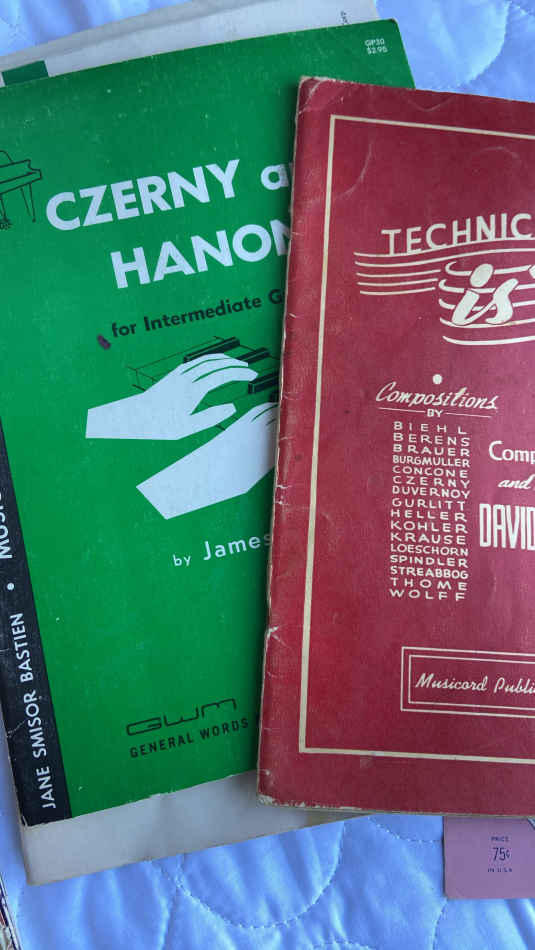 GP30
$2.95
CZERNY
HANON
for Intermediate
by James
JANE SMISOR BASTIEN •
GWM
GENERAL WORDS
TECHNIC
is
Compositions
BY
BIEHL
BERENS
BRAUER
BURGMULLER
CONCONE
CZERNY
DUVERNOY
GURLITT
HELLER
KOHLER
KRAUSE
LOESCHORN
SPINDLER
STREABBOG
THOME
WOLFF
Comp
and
DAVID
Musicord Publi
PRICE
75¢
IN U.S.A.